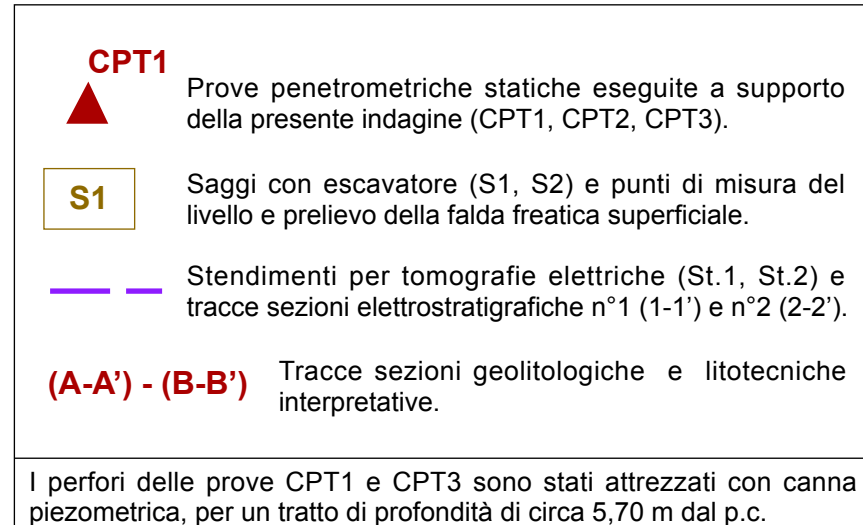 CPT1
Prove penetrometriche statiche eseguite a supporto
della presente indagine (CPT1, CPT2, CPT3).
S1
Saggi con escavatore (S1, S2) e punti di misura del
livello e prelievo della falda freatica superficiale.
Stendimenti per tomografie elettriche (St.1, St.2) e
tracce sezioni elettrostratigrafiche n°1 (1-1’) e n°2 (2-2’).
(A-A’) - (B-B’)
Tracce sezioni geolitologiche e litotecniche
interpretative.
I perfori delle prove CPT1 e CPT3 sono stati attrezzati con canna
piezometrica, per un tratto di profondità di circa 5,70 m dal p.c.